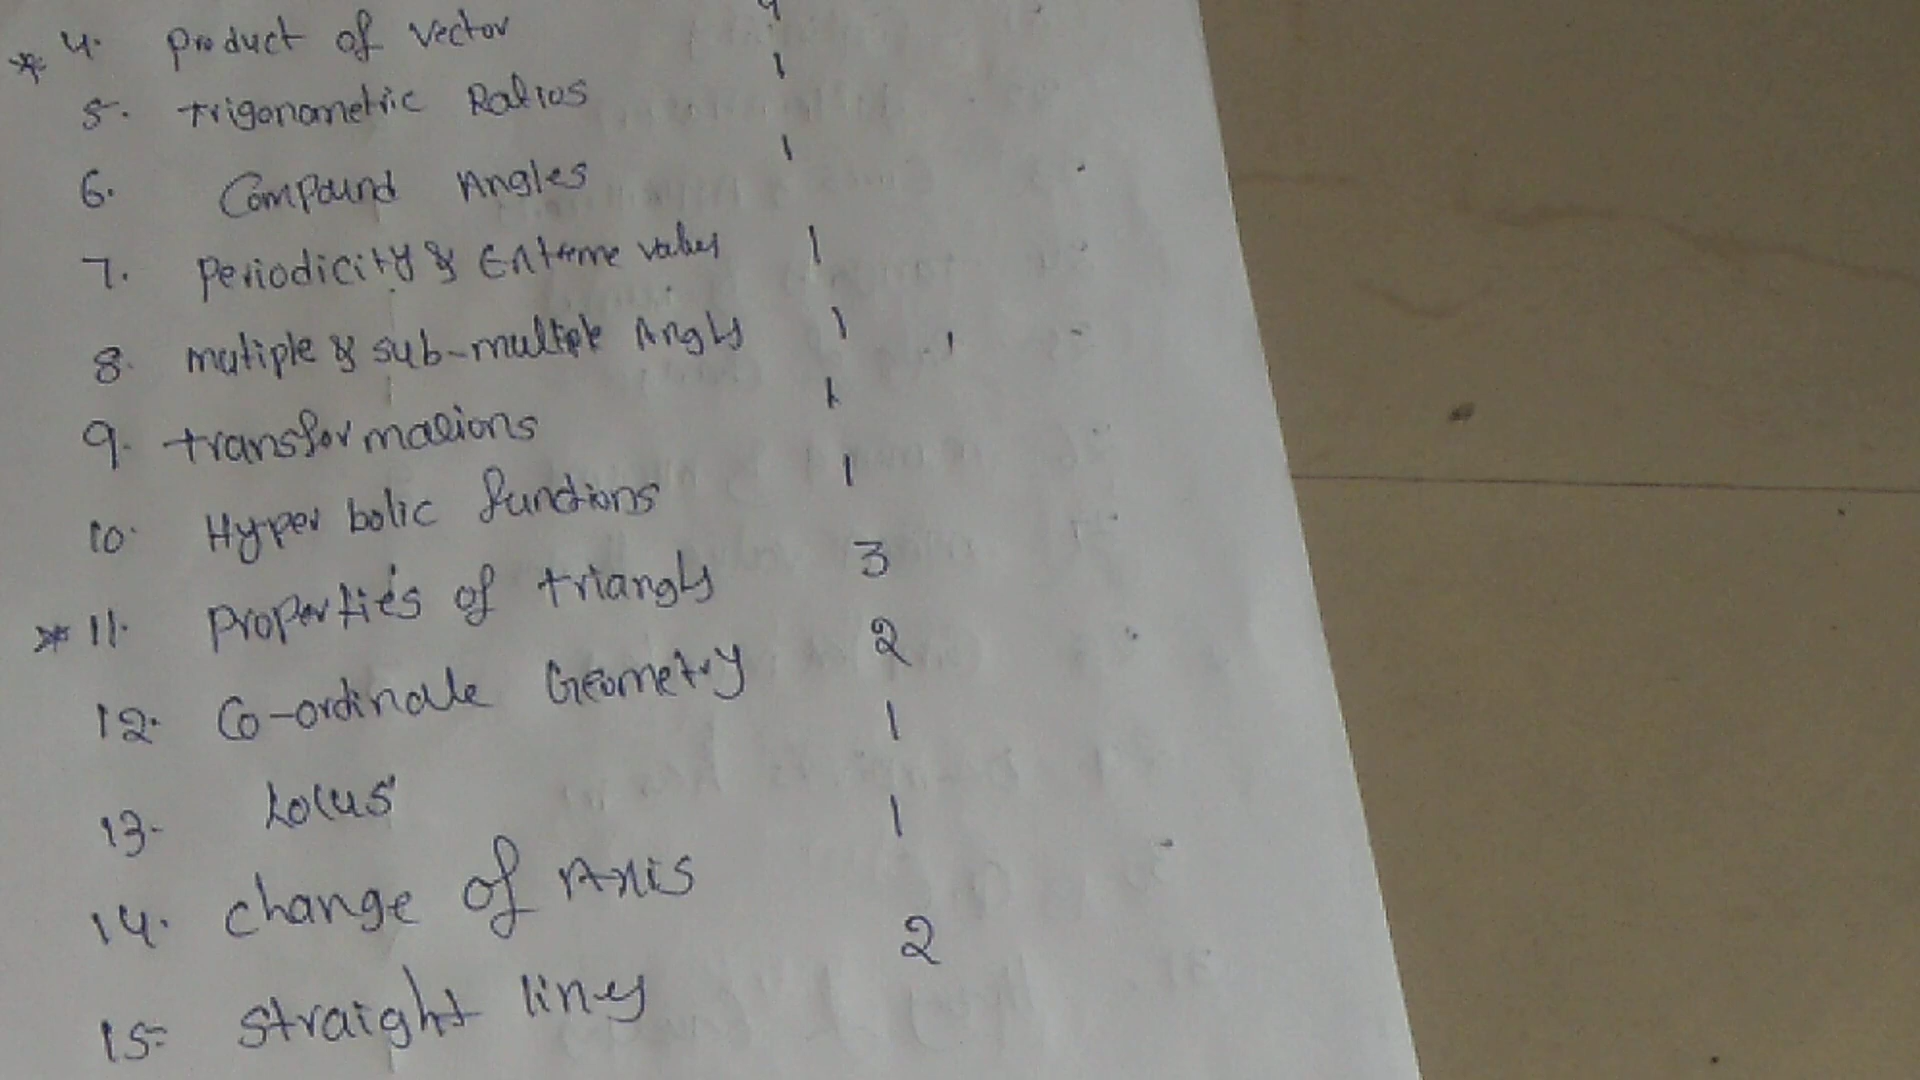 * 4. Product of vector
5. trigonametric Ratios 1
6. Compound Angles 1
7. Periodicity & Extreme values 1
8. mutiple & sub-multiple Angles 1
9. transformations 1
10. Hyper bolic functions 1
* 11. Properties of triangles 3
12. Co-ordinate Geometry 2
13. Locus 1
14. change of Axis 1
15. straight lines 2